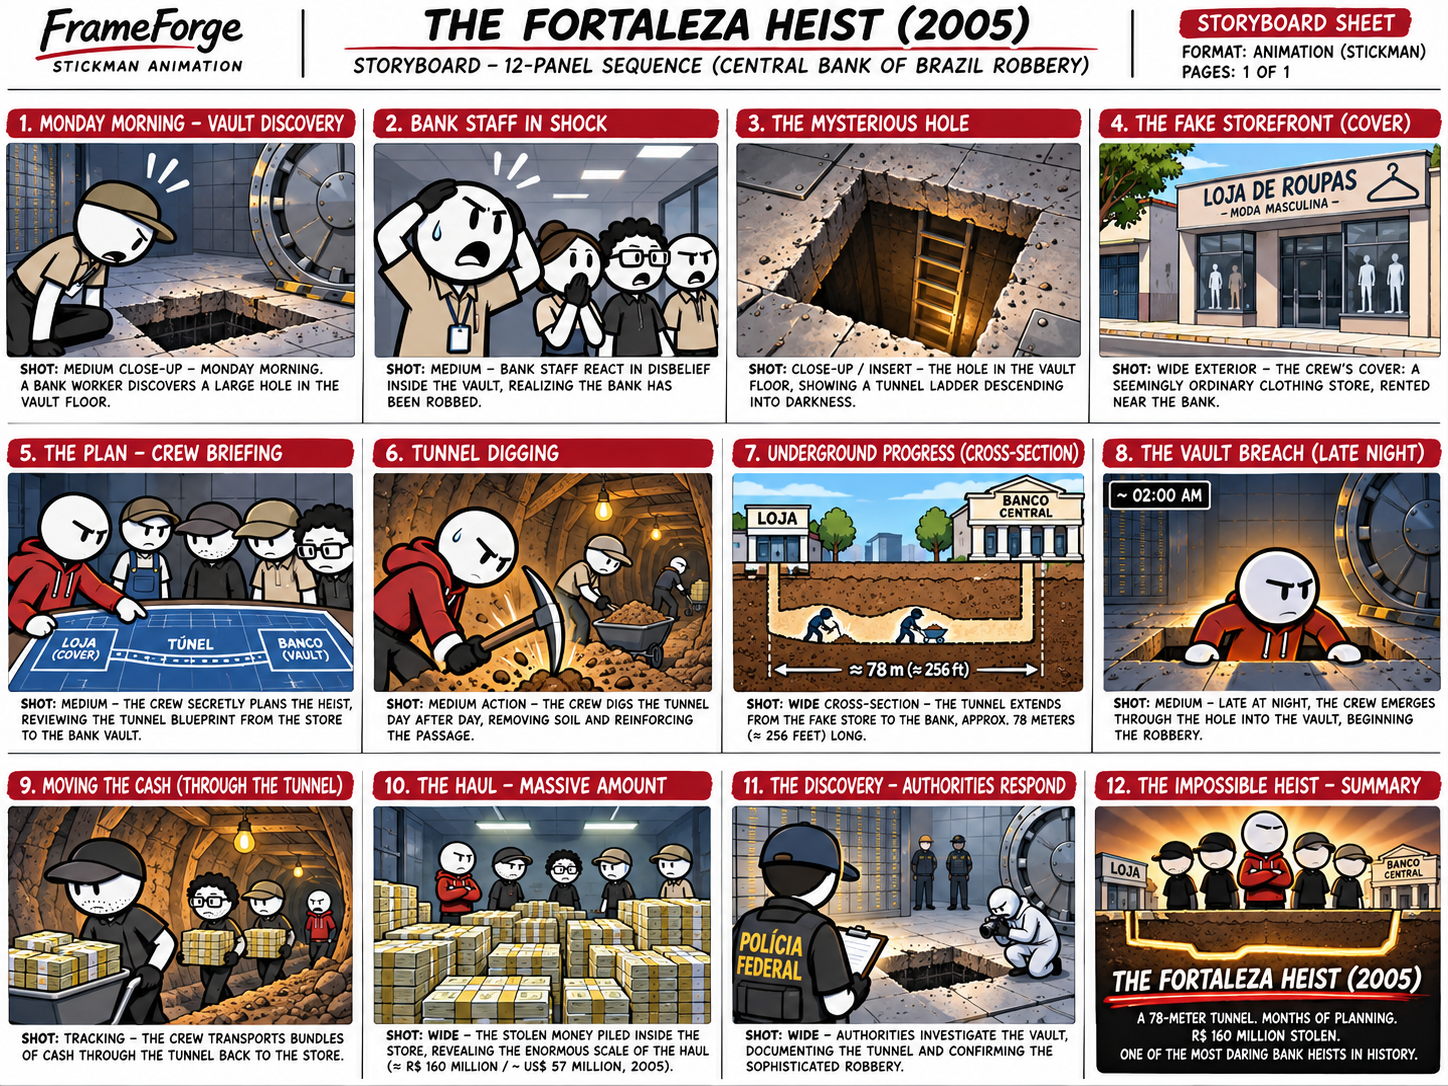 FrameForge
STICKMAN ANIMATION
THE FORTALEZA HEIST (2005)
STORYBOARD – 12-PANEL SEQUENCE (CENTRAL BANK OF BRAZIL ROBBERY)
STORYBOARD SHEET
FORMAT: ANIMATION (STICKMAN)
PAGES: 1 OF 1
1. MONDAY MORNING – VAULT DISCOVERY
SHOT: MEDIUM CLOSE-UP – MONDAY MORNING.
A BANK WORKER DISCOVERS A LARGE HOLE IN THE
VAULT FLOOR.
2. BANK STAFF IN SHOCK
SHOT: MEDIUM – BANK STAFF REACT IN DISBELIEF
INSIDE THE VAULT, REALIZING THE BANK HAS
BEEN ROBBED.
3. THE MYSTERIOUS HOLE
SHOT: CLOSE-UP / INSERT – THE HOLE IN THE VAULT
FLOOR, SHOWING A TUNNEL LADDER DESCENDING
INTO DARKNESS.
4. THE FAKE STOREFRONT (COVER)
LOJA DE ROUPAS
– MODA MASCULINA –
SHOT: WIDE EXTERIOR – THE CREW'S COVER: A
SEEMINGLY ORDINARY CLOTHING STORE, RENTED
NEAR THE BANK.
5. THE PLAN – CREW BRIEFING
LOJA
(COVER)
TÚNEL
BANCO
(VAULT)
SHOT: MEDIUM – THE CREW SECRETLY PLANS THE HEIST,
REVIEWING THE TUNNEL BLUEPRINT FROM THE STORE
TO THE BANK VAULT.
6. TUNNEL DIGGING
SHOT: MEDIUM ACTION – THE CREW DIGS THE TUNNEL
DAY AFTER DAY, REMOVING SOIL AND REINFORCING
THE PASSAGE.
7. UNDERGROUND PROGRESS (CROSS-SECTION)
LOJA
BANCO
CENTRAL
≈ 78 m (≈ 256 ft)
SHOT: WIDE CROSS-SECTION – THE TUNNEL EXTENDS
FROM THE FAKE STORE TO THE BANK, APPROX. 78 METERS
(≈ 256 FEET) LONG.
8. THE VAULT BREACH (LATE NIGHT)
~ 02:00 AM
SHOT: MEDIUM – LATE AT NIGHT, THE CREW EMERGES
THROUGH THE HOLE INTO THE VAULT, BEGINNING
THE ROBBERY.
9. MOVING THE CASH (THROUGH THE TUNNEL)
SHOT: TRACKING – THE CREW TRANSPORTS BUNDLES
OF CASH THROUGH THE TUNNEL BACK TO THE STORE.
10. THE HAUL – MASSIVE AMOUNT
SHOT: WIDE – THE STOLEN MONEY PILED INSIDE THE
STORE, REVEALING THE ENORMOUS SCALE OF THE HAUL
(≈ R$ 160 MILLION / ~ US$ 57 MILLION, 2005).
11. THE DISCOVERY – AUTHORITIES RESPOND
POLÍCIA
FEDERAL
SHOT: WIDE – AUTHORITIES INVESTIGATE THE VAULT,
DOCUMENTING THE TUNNEL AND CONFIRMING THE
SOPHISTICATED ROBBERY.
12. THE IMPOSSIBLE HEIST – SUMMARY
LOJA
BANCO
CENTRAL
THE FORTALEZA HEIST (2005)
A 78-METER TUNNEL. MONTHS OF PLANNING.
R$ 160 MILLION STOLEN.
ONE OF THE MOST DARING BANK HEISTS IN HISTORY.